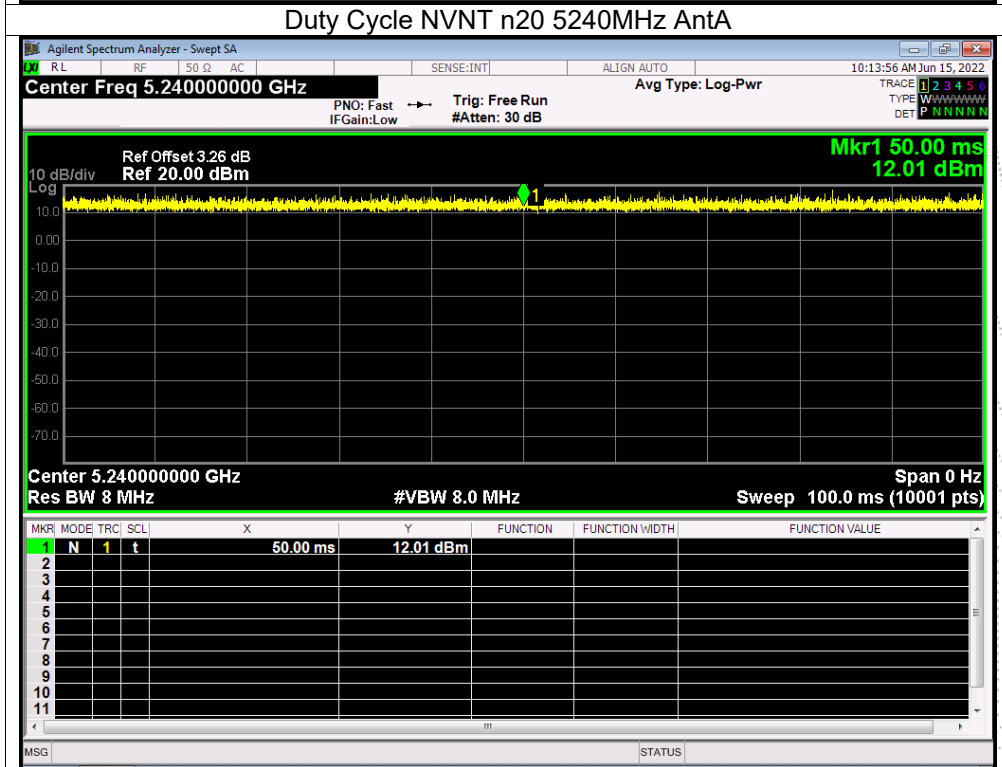 Duty Cycle NVNT n20 5240MHz AntA
Agilent Spectrum Analyzer - Swept SA
LXI RL RF 50 Ω AC SENSE:INT ALIGN AUTO 10:13:56 AM Jun 15, 2022
Center Freq 5.240000000 GHz Avg Type: Log-Pwr TRACE 1 2 3 4 5 6
PNO: Fast Trig: Free Run TYPE WWWWWW
IFGain:Low #Atten: 30 dB DET P N N N N N
Mkr1 50.00 ms
Ref Offset 3.26 dB
10 dB/div Ref 20.00 dBm 12.01 dBm
Log
1
10.0
0.00
-10.0
-20.0
-30.0
-40.0
-50.0
-60.0
-70.0
Center 5.240000000 GHz Span 0 Hz
Res BW 8 MHz #VBW 8.0 MHz Sweep 100.0 ms (10001 pts)
MKR MODE TRC SCL X Y FUNCTION FUNCTION WIDTH FUNCTION VALUE
1 N 1 t 50.00 ms 12.01 dBm
2
3
4
5
6
7
8
9
10
11
MSG STATUS